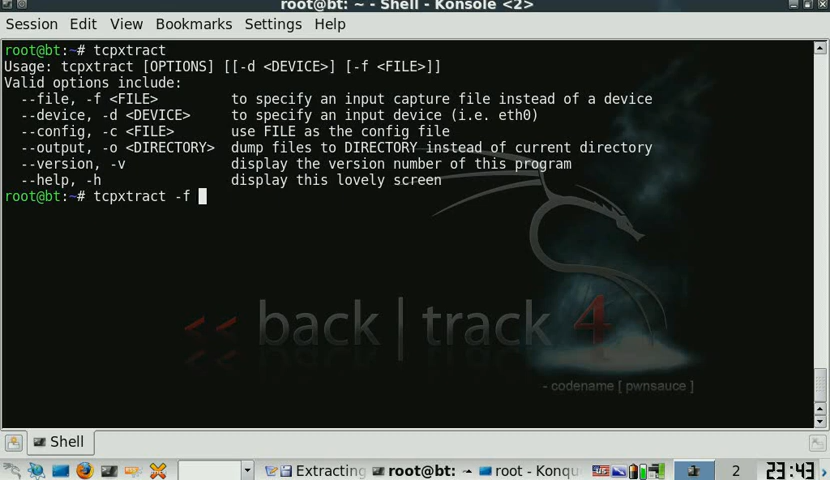 root@bt: ~ - Shell - Konsole <2>
Session Edit View Bookmarks Settings Help
root@bt:~# tcpxtract
Usage: tcpxtract [OPTIONS] [[-d <DEVICE>] [-f <FILE>]]
Valid options include:
--file, -f <FILE> to specify an input capture file instead of a device
--device, -d <DEVICE> to specify an input device (i.e. eth0)
--config, -c <FILE> use FILE as the config file
--output, -o <DIRECTORY> dump files to DIRECTORY instead of current directory
--version, -v display the version number of this program
--help, -h display this lovely screen
root@bt:~# tcpxtract -f
<< back | track 4
- codename [ pwnsauce ]
Shell
Extracting root@bt: root - Konqu 2 23:43